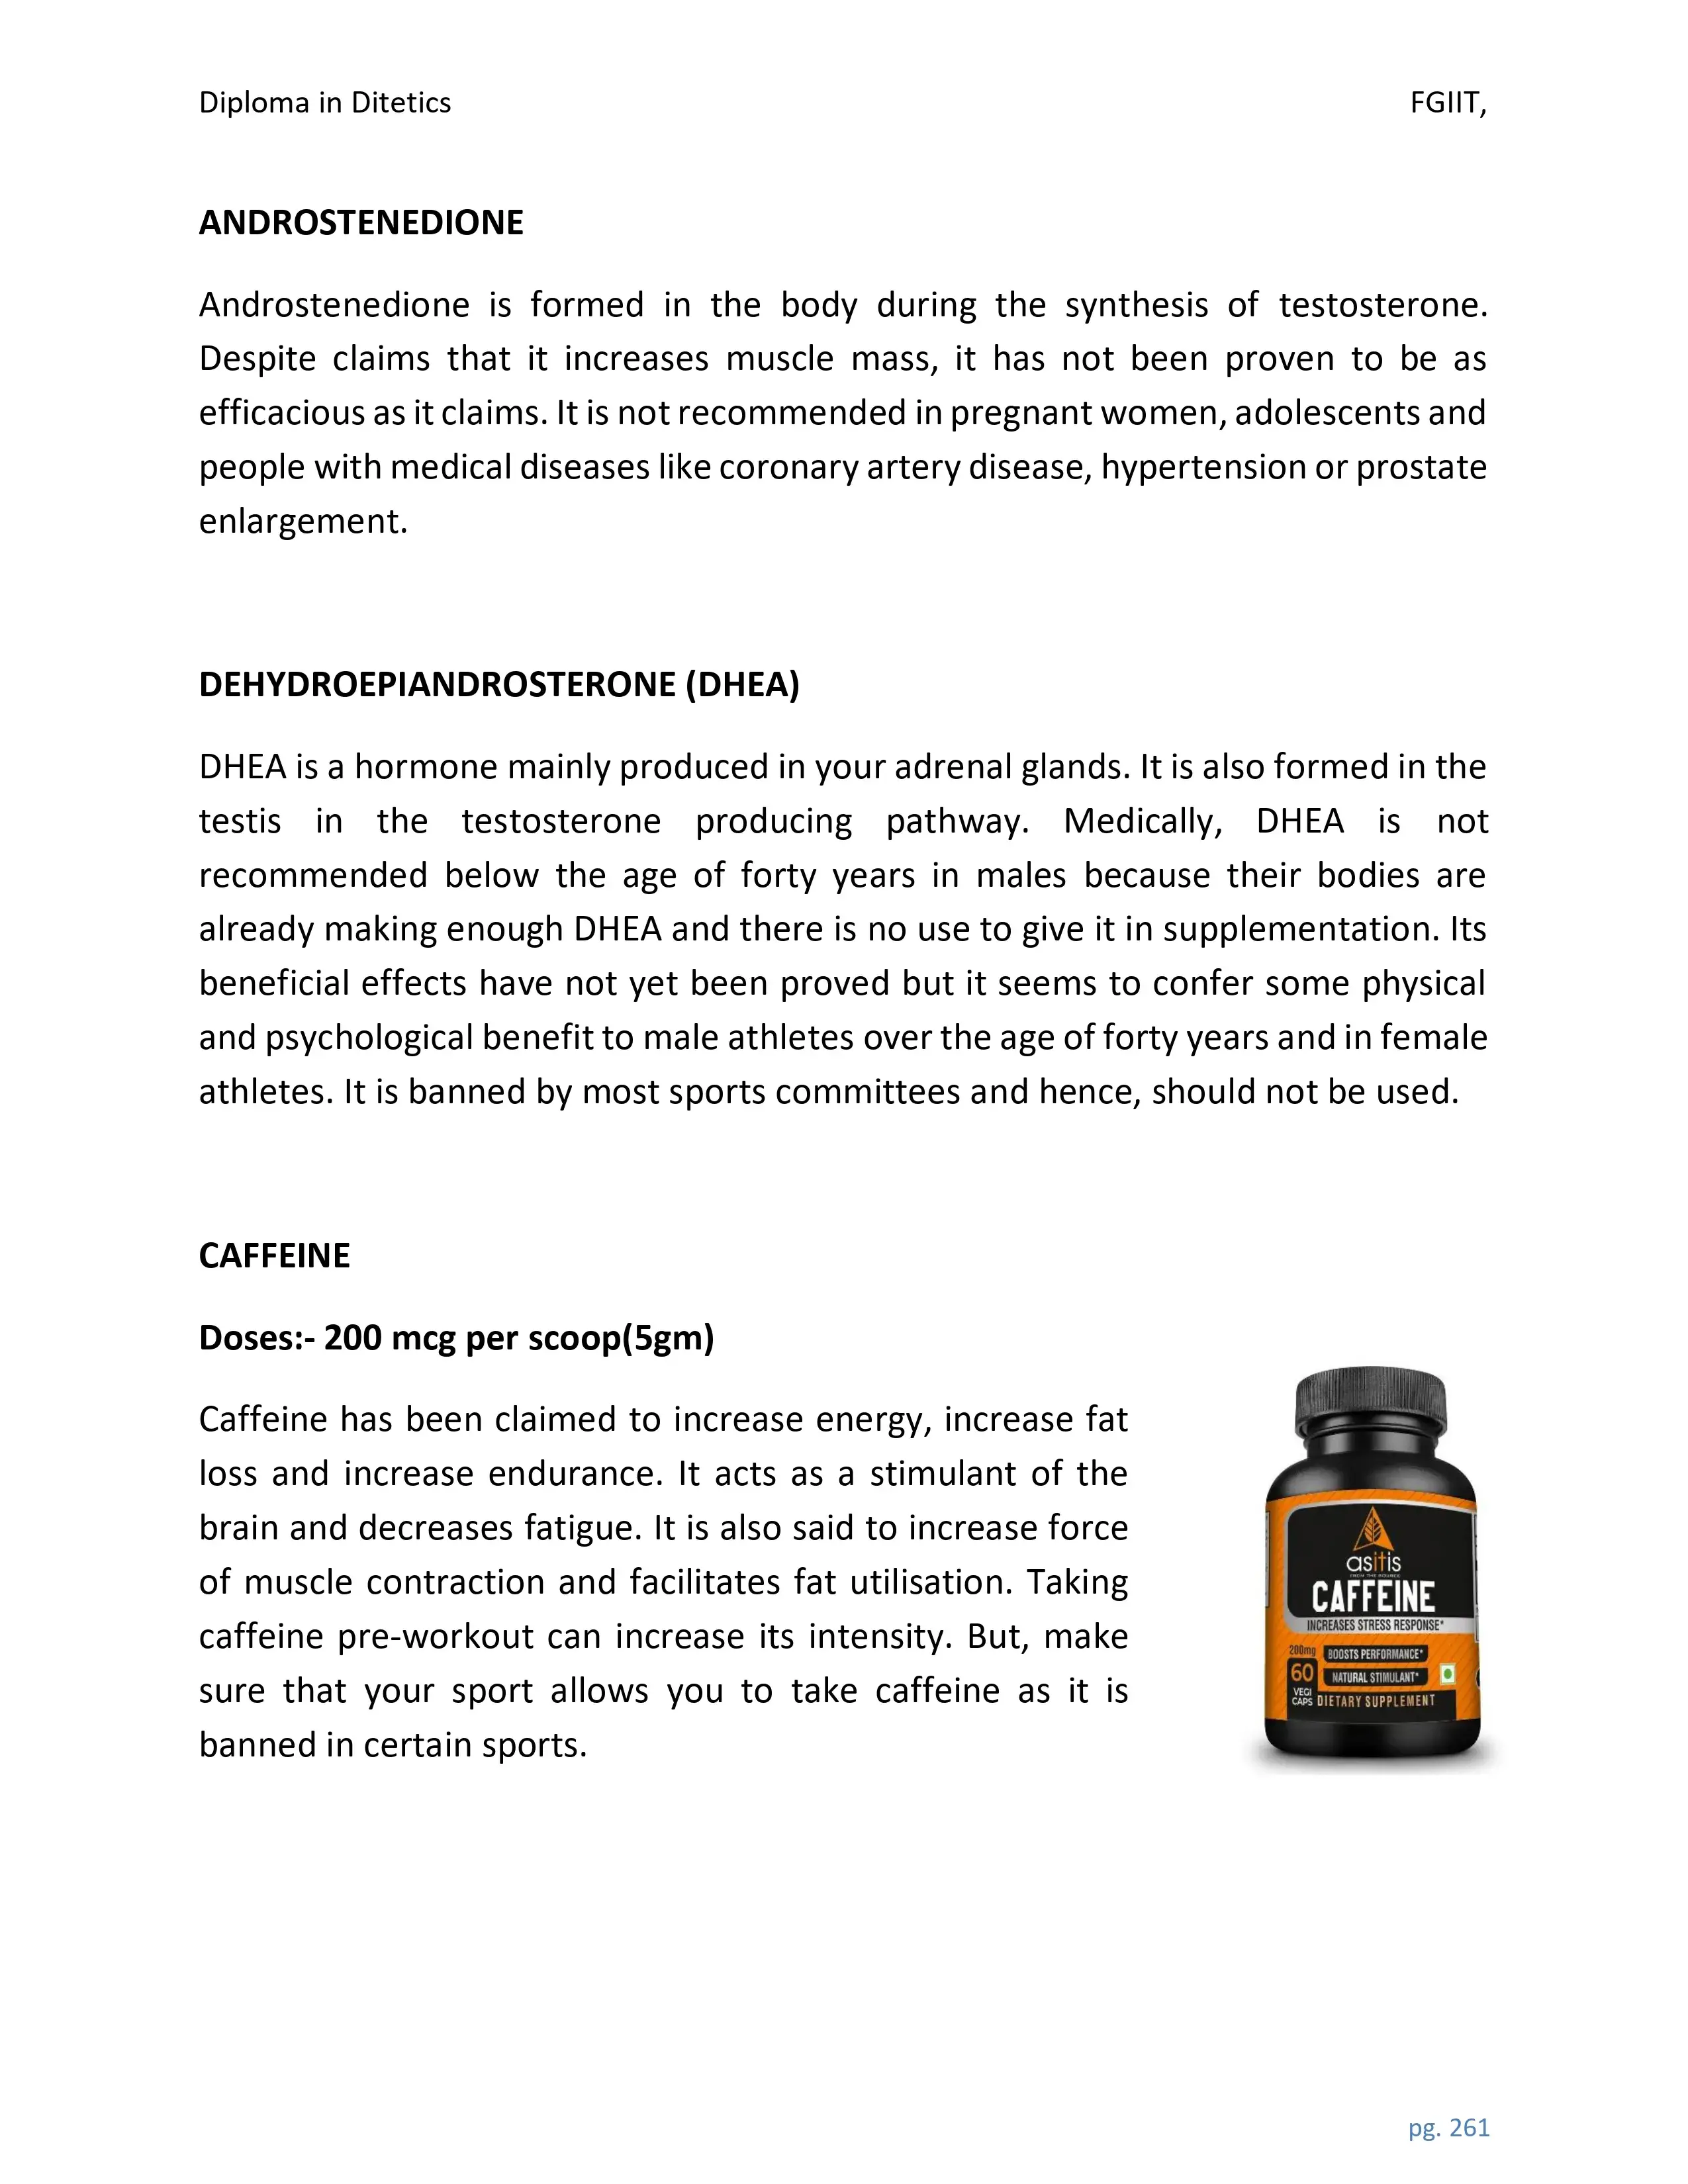 Diploma in Ditetics
FGIIT,
ANDROSTENEDIONE
Androstenedione is formed in the body during the synthesis of testosterone.
Despite claims that it increases muscle mass, it has not been proven to be as
efficacious as it claims. It is not recommended in pregnant women, adolescents and
people with medical diseases like coronary artery disease, hypertension or prostate
enlargement.
DEHYDROEPIANDROSTERONE (DHEA)
DHEA is a hormone mainly produced in your adrenal glands. It is also formed in the
testis in the testosterone producing pathway. Medically, DHEA is not
recommended below the age of forty years in males because their bodies are
already making enough DHEA and there is no use to give it in supplementation. Its
beneficial effects have not yet been proved but it seems to confer some physical
and psychological benefit to male athletes over the age of forty years and in female
athletes. It is banned by most sports committees and hence, should not be used.
CAFFEINE
Doses:- 200 mcg per scoop(5gm)
Caffeine has been claimed to increase energy, increase fat
loss and increase endurance. It acts as a stimulant of the
brain and decreases fatigue. It is also said to increase force
of muscle contraction and facilitates fat utilisation. Taking
caffeine pre-workout can increase its intensity. But, make
sure that your sport allows you to take caffeine as it is
banned in certain sports.
asitis
CAFFEINE
INCREASES STRESS RESPONSE*
200mg
BOOSTS PERFORMANCE*
60
NATURAL STIMULANT*
VEGI
CAPS
DIETARY SUPPLEMENT
pg. 261